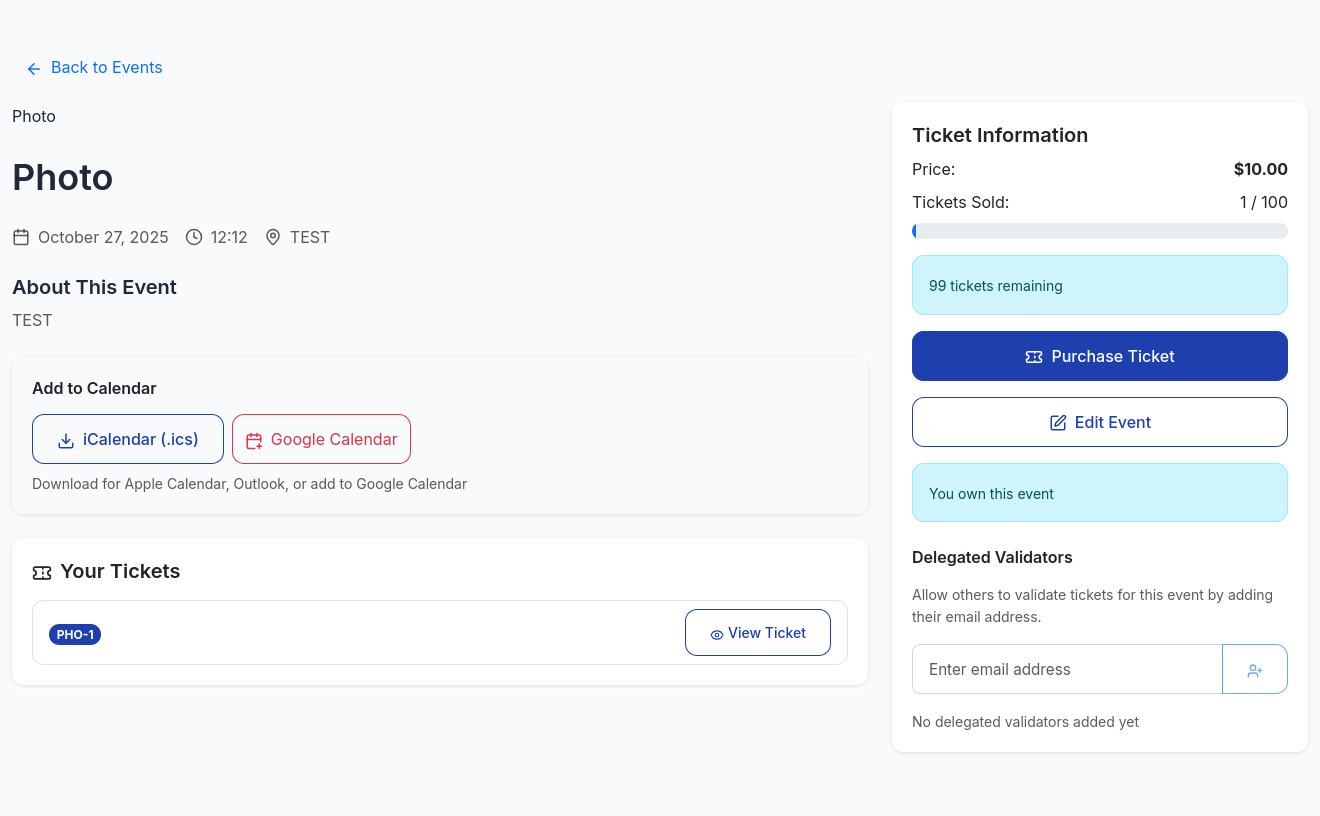 Back to Events
Photo
Photo
October 27, 2025 12:12 TEST
About This Event
TEST
Add to Calendar
iCalendar (.ics) Google Calendar
Download for Apple Calendar, Outlook, or add to Google Calendar
Your Tickets
PHO-1 View Ticket
Ticket Information
Price: $10.00
Tickets Sold: 1 / 100
99 tickets remaining
Purchase Ticket
Edit Event
You own this event
Delegated Validators
Allow others to validate tickets for this event by adding
their email address.
Enter email address
No delegated validators added yet